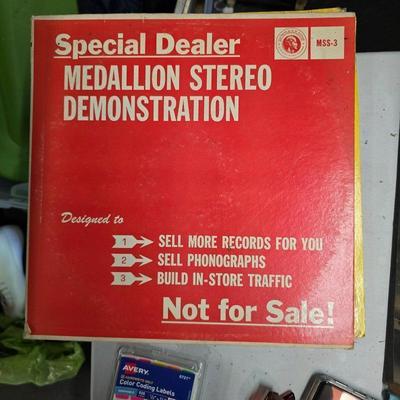 Special Dealer
MSS-3
MEDALLION STEREO
DEMONSTRATION
Designed to
1 SELL MORE RECORDS FOR YOU
2 SELL PHONOGRAPHS
3 BUILD IN-STORE TRAFFIC
Not for Sale!
AVERY
Color Coding Labels